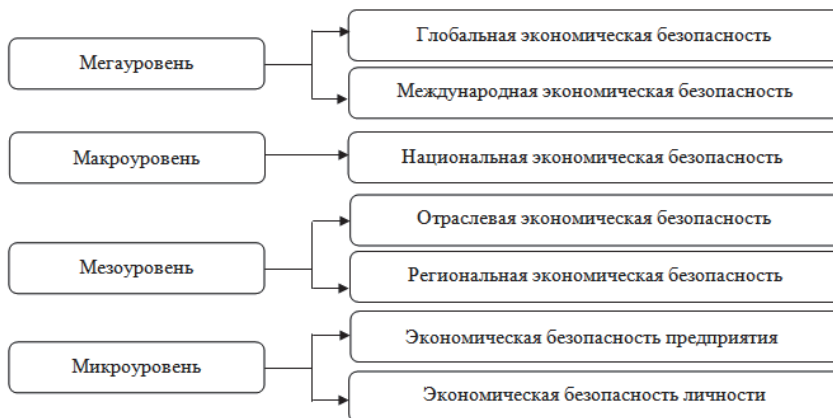 Мегауровень
Глобальная экономическая безопасность
Международная экономическая безопасность
Макроуровень
Национальная экономическая безопасность
Мезоуровень
Отраслевая экономическая безопасность
Региональная экономическая безопасность
Микроуровень
Экономическая безопасность предприятия
Экономическая безопасность личности